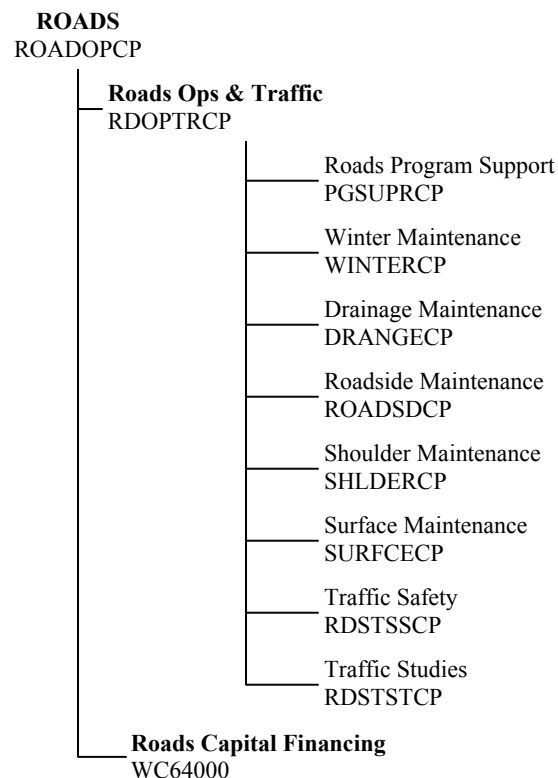 ROADS
ROADOPCP
Roads Ops & Traffic
RDOPTRCP
Roads Program Support
PGSUPRCP
Winter Maintenance
WINTERCP
Drainage Maintenance
DRANGECP
Roadside Maintenance
ROADSDCP
Shoulder Maintenance
SHLDERCP
Surface Maintenance
SURFCECP
Traffic Safety
RDSTSSCP
Traffic Studies
RDSTSTCP
Roads Capital Financing
WC64000